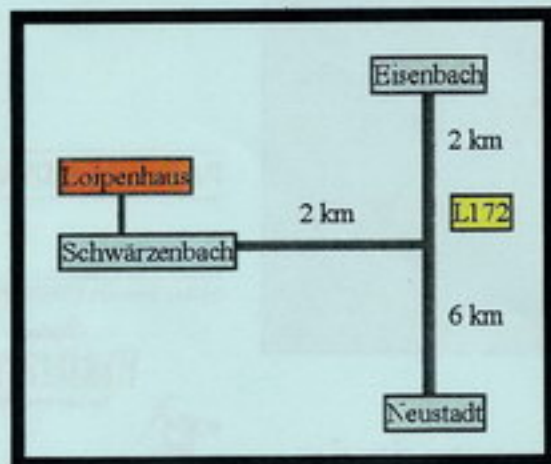 Eisenbach
2 km
Loipenhaus
L172
2 km
Schwärzenbach
6 km
Neustadt